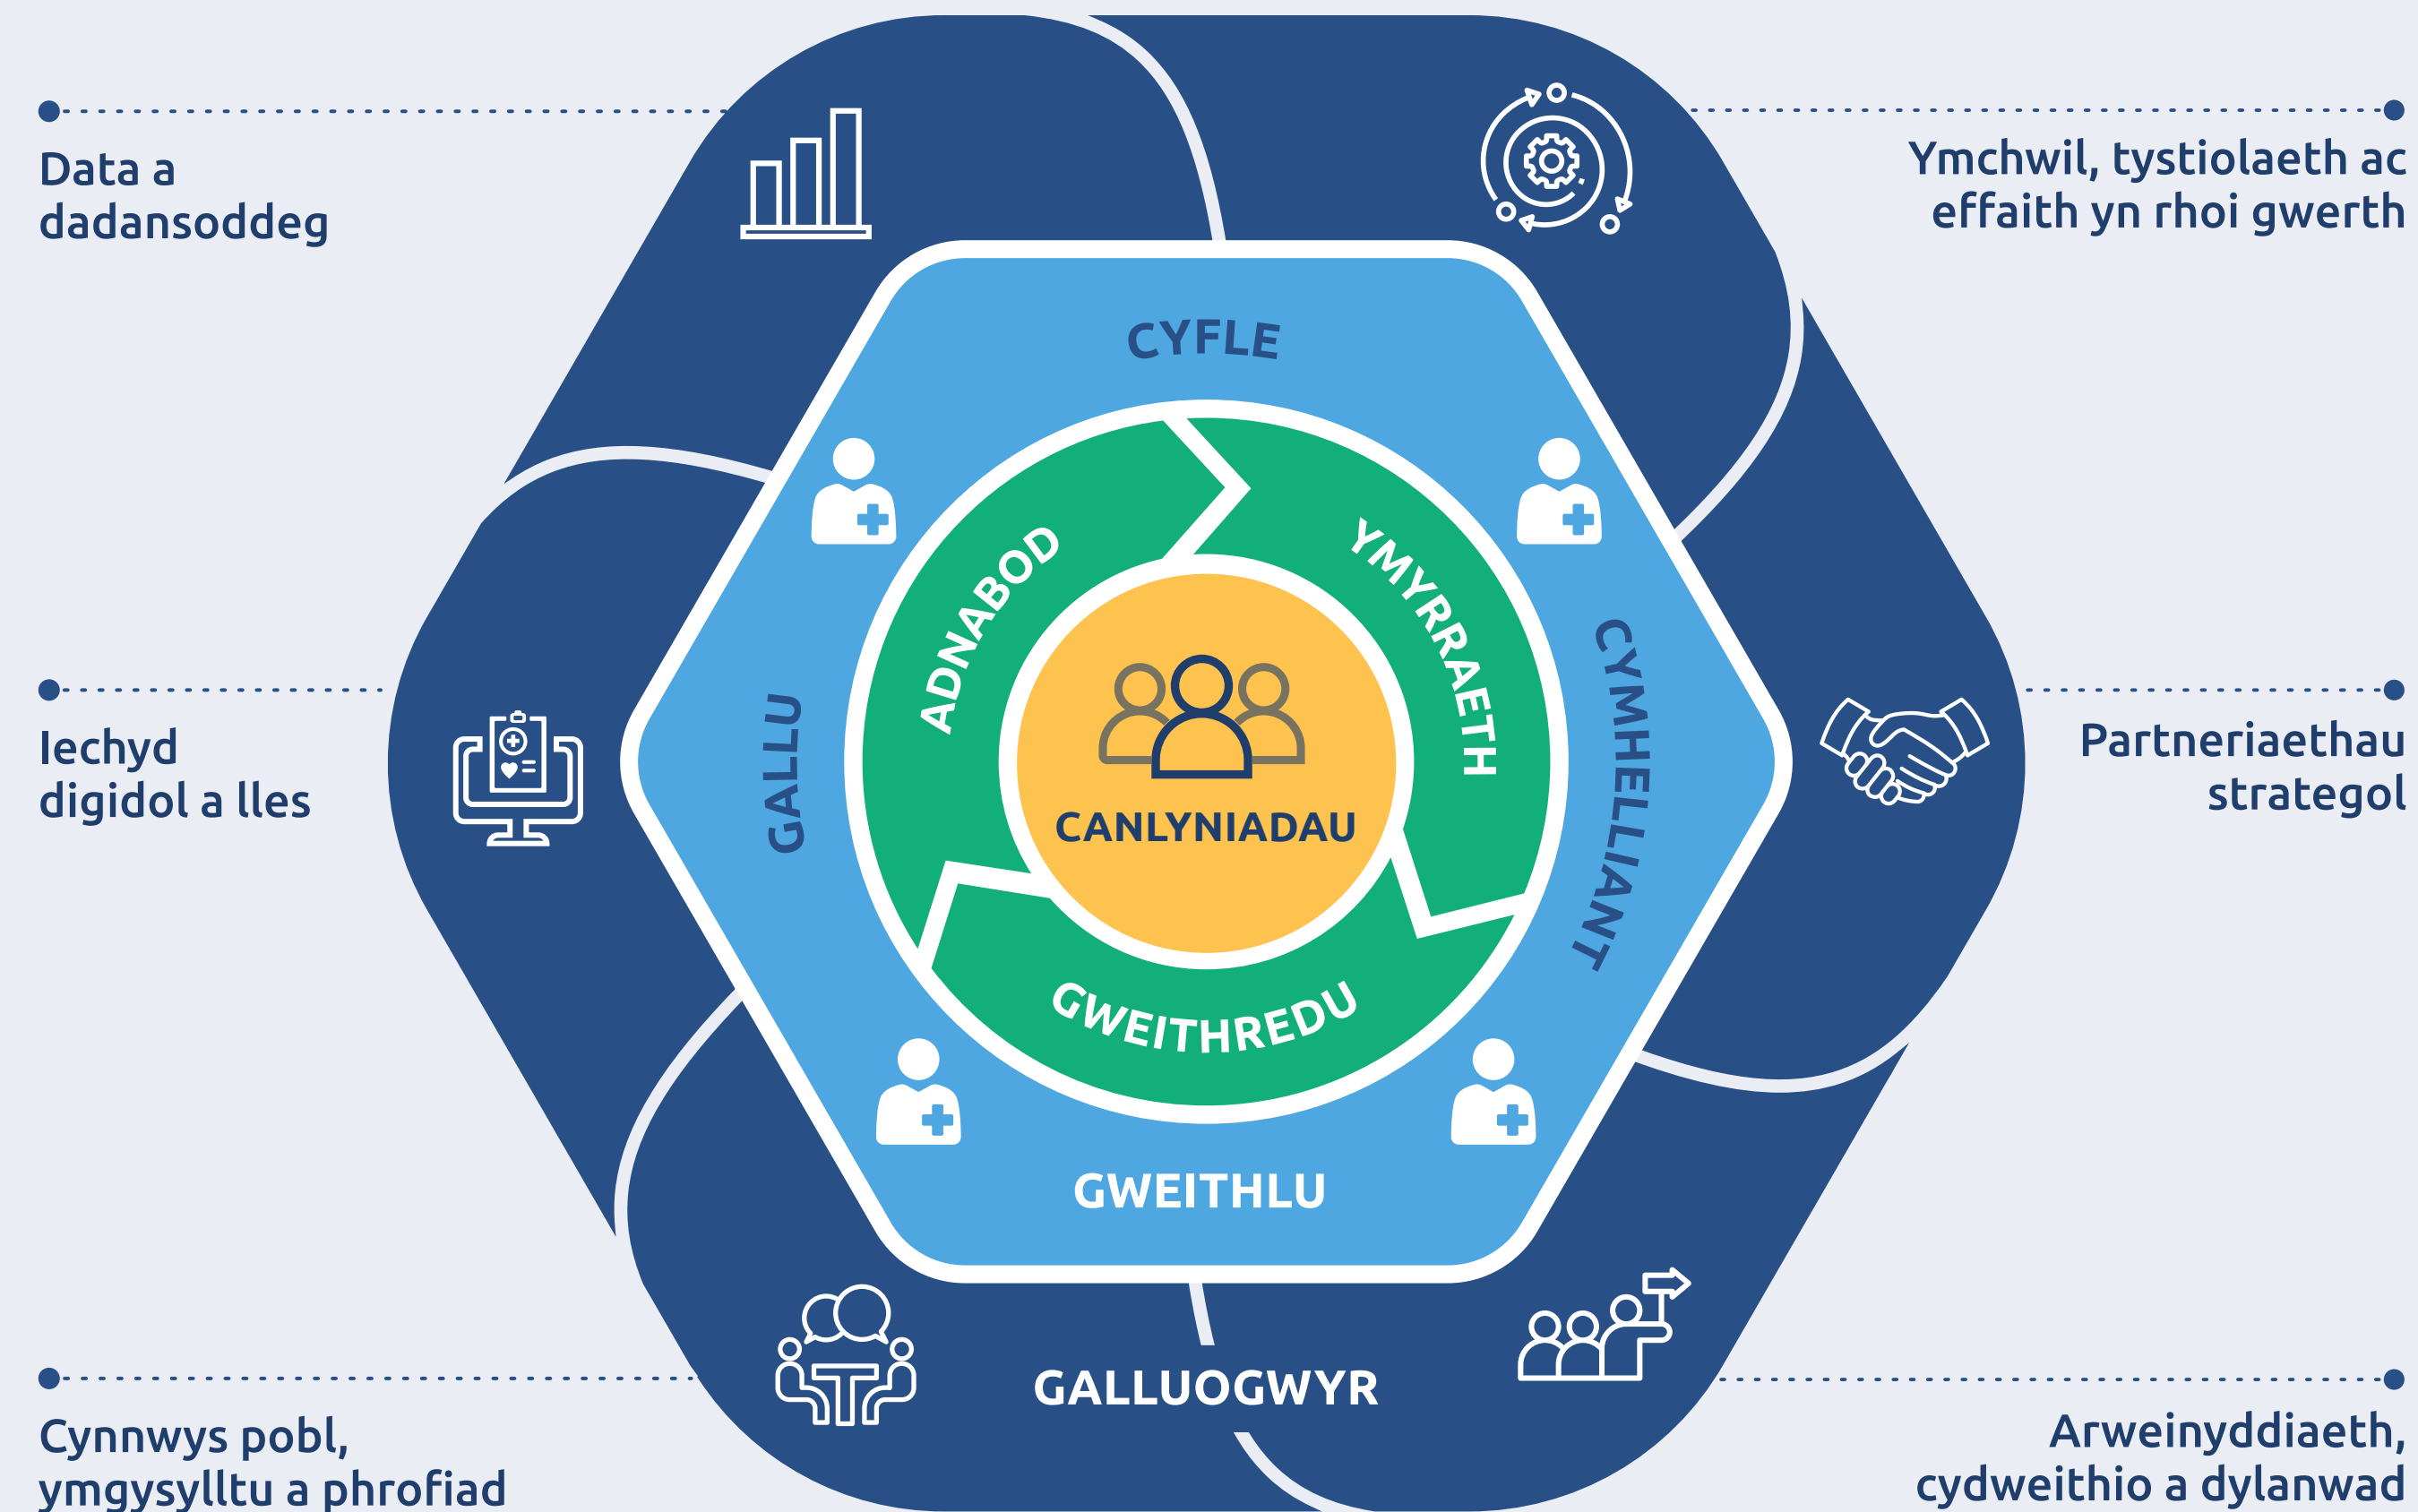 Data a
dadansoddeg
Ymchwil, tystiolaeth ac
effaith yn rhoi gwerth
CYFLE
ADNABOD
YMYRRAETH
GALLU
CYMHELLIANT
CANLYNIADAU
Iechyd
digidol a lles
Partneriaethau
strategol
GWEITHREDU
GWEITHLU
GALLUOGWYR
Cynnwys pobl,
ymgysylltu a phrofiad
Arweinyddiaeth,
cydweithio a dylanwad